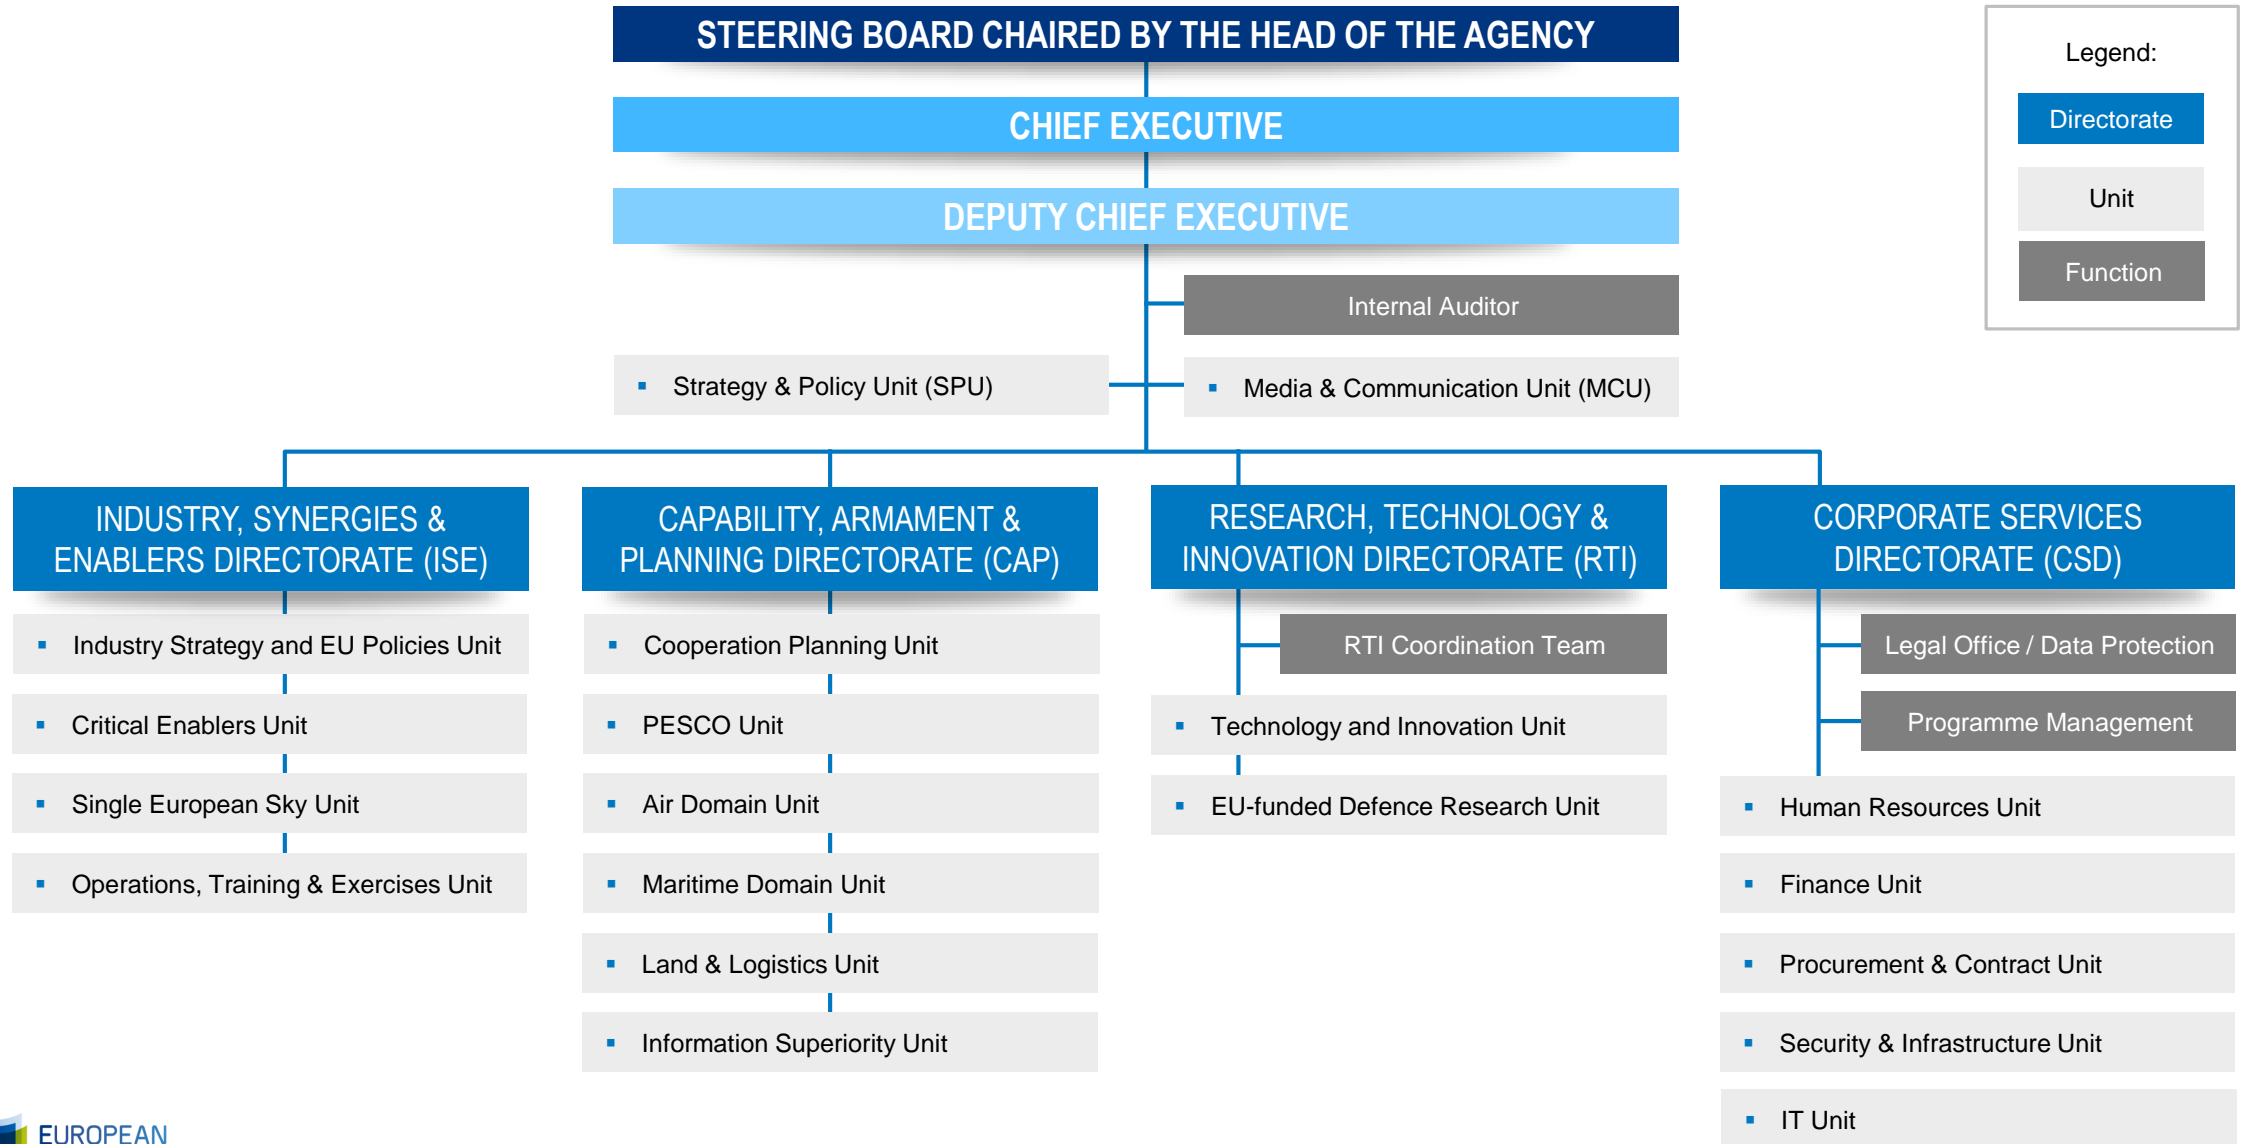 STEERING BOARD CHAIRED BY THE HEAD OF THE AGENCY
CHIEF EXECUTIVE
DEPUTY CHIEF EXECUTIVE
Legend:
Directorate
Unit
Function
Internal Auditor
Strategy & Policy Unit (SPU)
Media & Communication Unit (MCU)
INDUSTRY, SYNERGIES &
ENABLERS DIRECTORATE (ISE)
Industry Strategy and EU Policies Unit
Critical Enablers Unit
Single European Sky Unit
Operations, Training & Exercises Unit
CAPABILITY, ARMAMENT &
PLANNING DIRECTORATE (CAP)
Cooperation Planning Unit
PESCO Unit
Air Domain Unit
Maritime Domain Unit
Land & Logistics Unit
Information Superiority Unit
RESEARCH, TECHNOLOGY &
INNOVATION DIRECTORATE (RTI)
RTI Coordination Team
Technology and Innovation Unit
EU-funded Defence Research Unit
CORPORATE SERVICES
DIRECTORATE (CSD)
Legal Office / Data Protection
Programme Management
Human Resources Unit
Finance Unit
Procurement & Contract Unit
Security & Infrastructure Unit
IT Unit
EUROPEAN